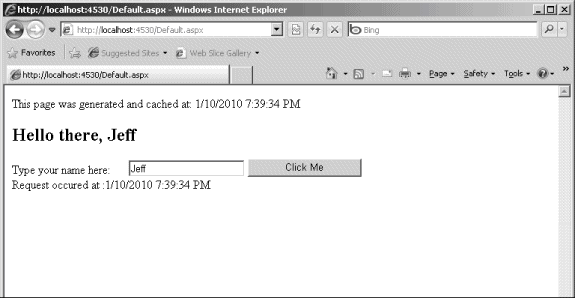 http://localhost:4530/Default.aspx - Windows Internet Explorer
http://localhost:4530/Default.aspx
Bing
Favorites
Suggested Sites
Web Slice Gallery
http://localhost:4530/Default.aspx
Page
Safety
Tools
This page was generated and cached at: 1/10/2010 7:39:34 PM
Hello there, Jeff
Type your name here: Jeff Click Me
Request occured at :1/10/2010 7:39:34 PM